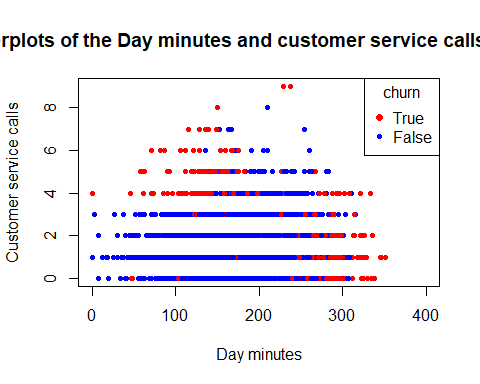 erplots of the Day minutes and customer service calls
churn
True
False
Customer service calls
8
6
4
2
0
0 100 200 300 400
Day minutes